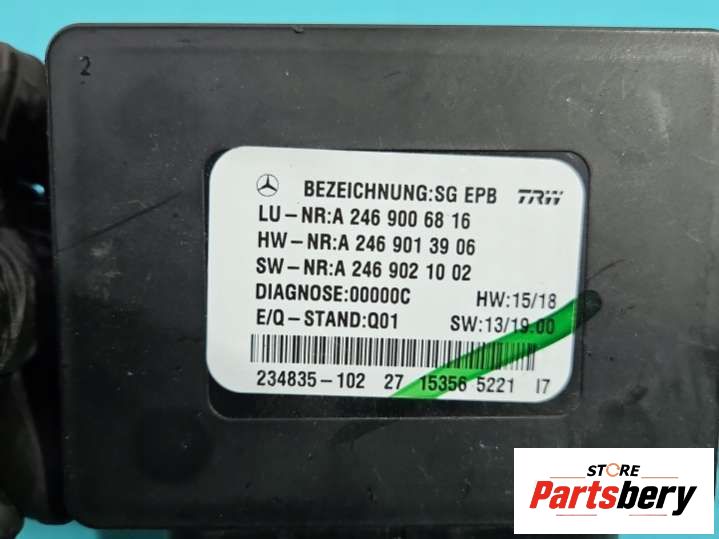 2
BEZEICHNUNG:SG EPB TRW
LU-NR:A 246 900 68 16
HW-NR:A 246 901 39 06
SW-NR:A 246 902 10 02
DIAGNOSE:00000C HW:15/18
E/Q-STAND:Q01 SW:13/19.00
234835-102 27 15356 5221 17
STORE
Partsbery